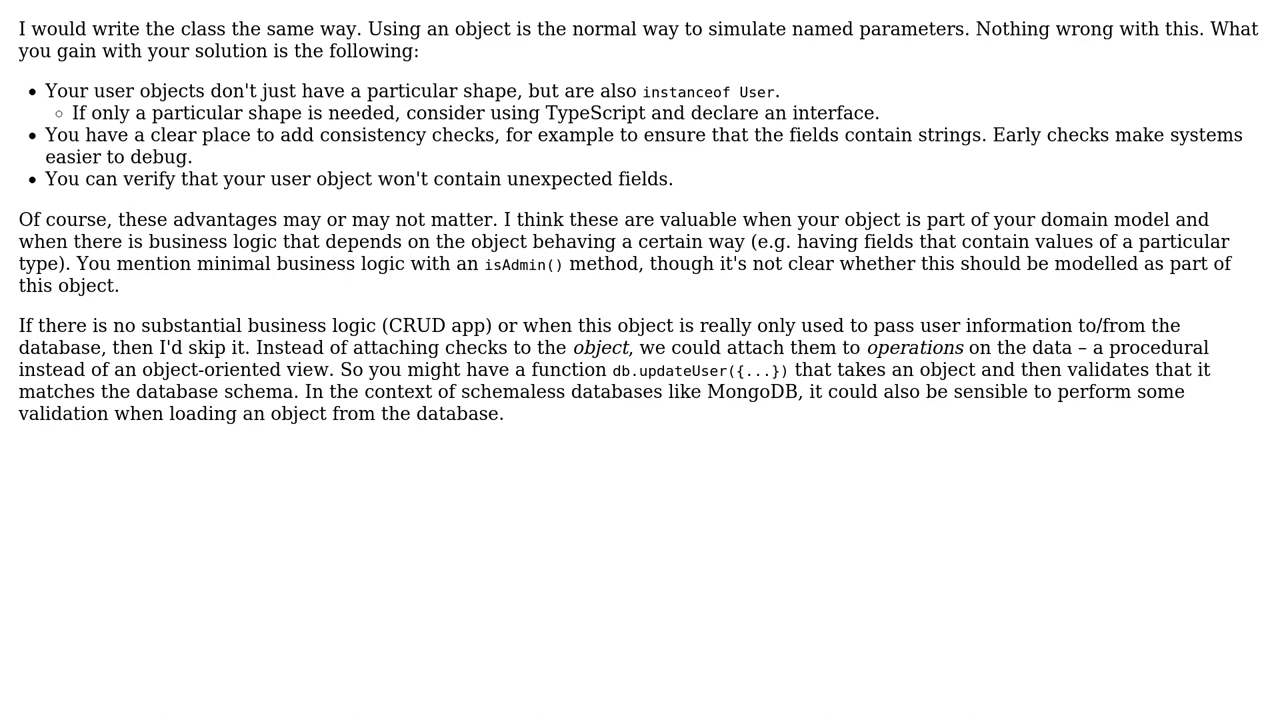 I would write the class the same way. Using an object is the normal way to simulate named parameters. Nothing wrong with this. What
you gain with your solution is the following:
• Your user objects don't just have a particular shape, but are also instanceof User.
◦ If only a particular shape is needed, consider using TypeScript and declare an interface.
• You have a clear place to add consistency checks, for example to ensure that the fields contain strings. Early checks make systems
easier to debug.
• You can verify that your user object won't contain unexpected fields.
Of course, these advantages may or may not matter. I think these are valuable when your object is part of your domain model and
when there is business logic that depends on the object behaving a certain way (e.g. having fields that contain values of a particular
type). You mention minimal business logic with an isAdmin() method, though it's not clear whether this should be modelled as part of
this object.
If there is no substantial business logic (CRUD app) or when this object is really only used to pass user information to/from the
database, then I'd skip it. Instead of attaching checks to the object, we could attach them to operations on the data – a procedural
instead of an object-oriented view. So you might have a function db.updateUser({...}) that takes an object and then validates that it
matches the database schema. In the context of schemaless databases like MongoDB, it could also be sensible to perform some
validation when loading an object from the database.